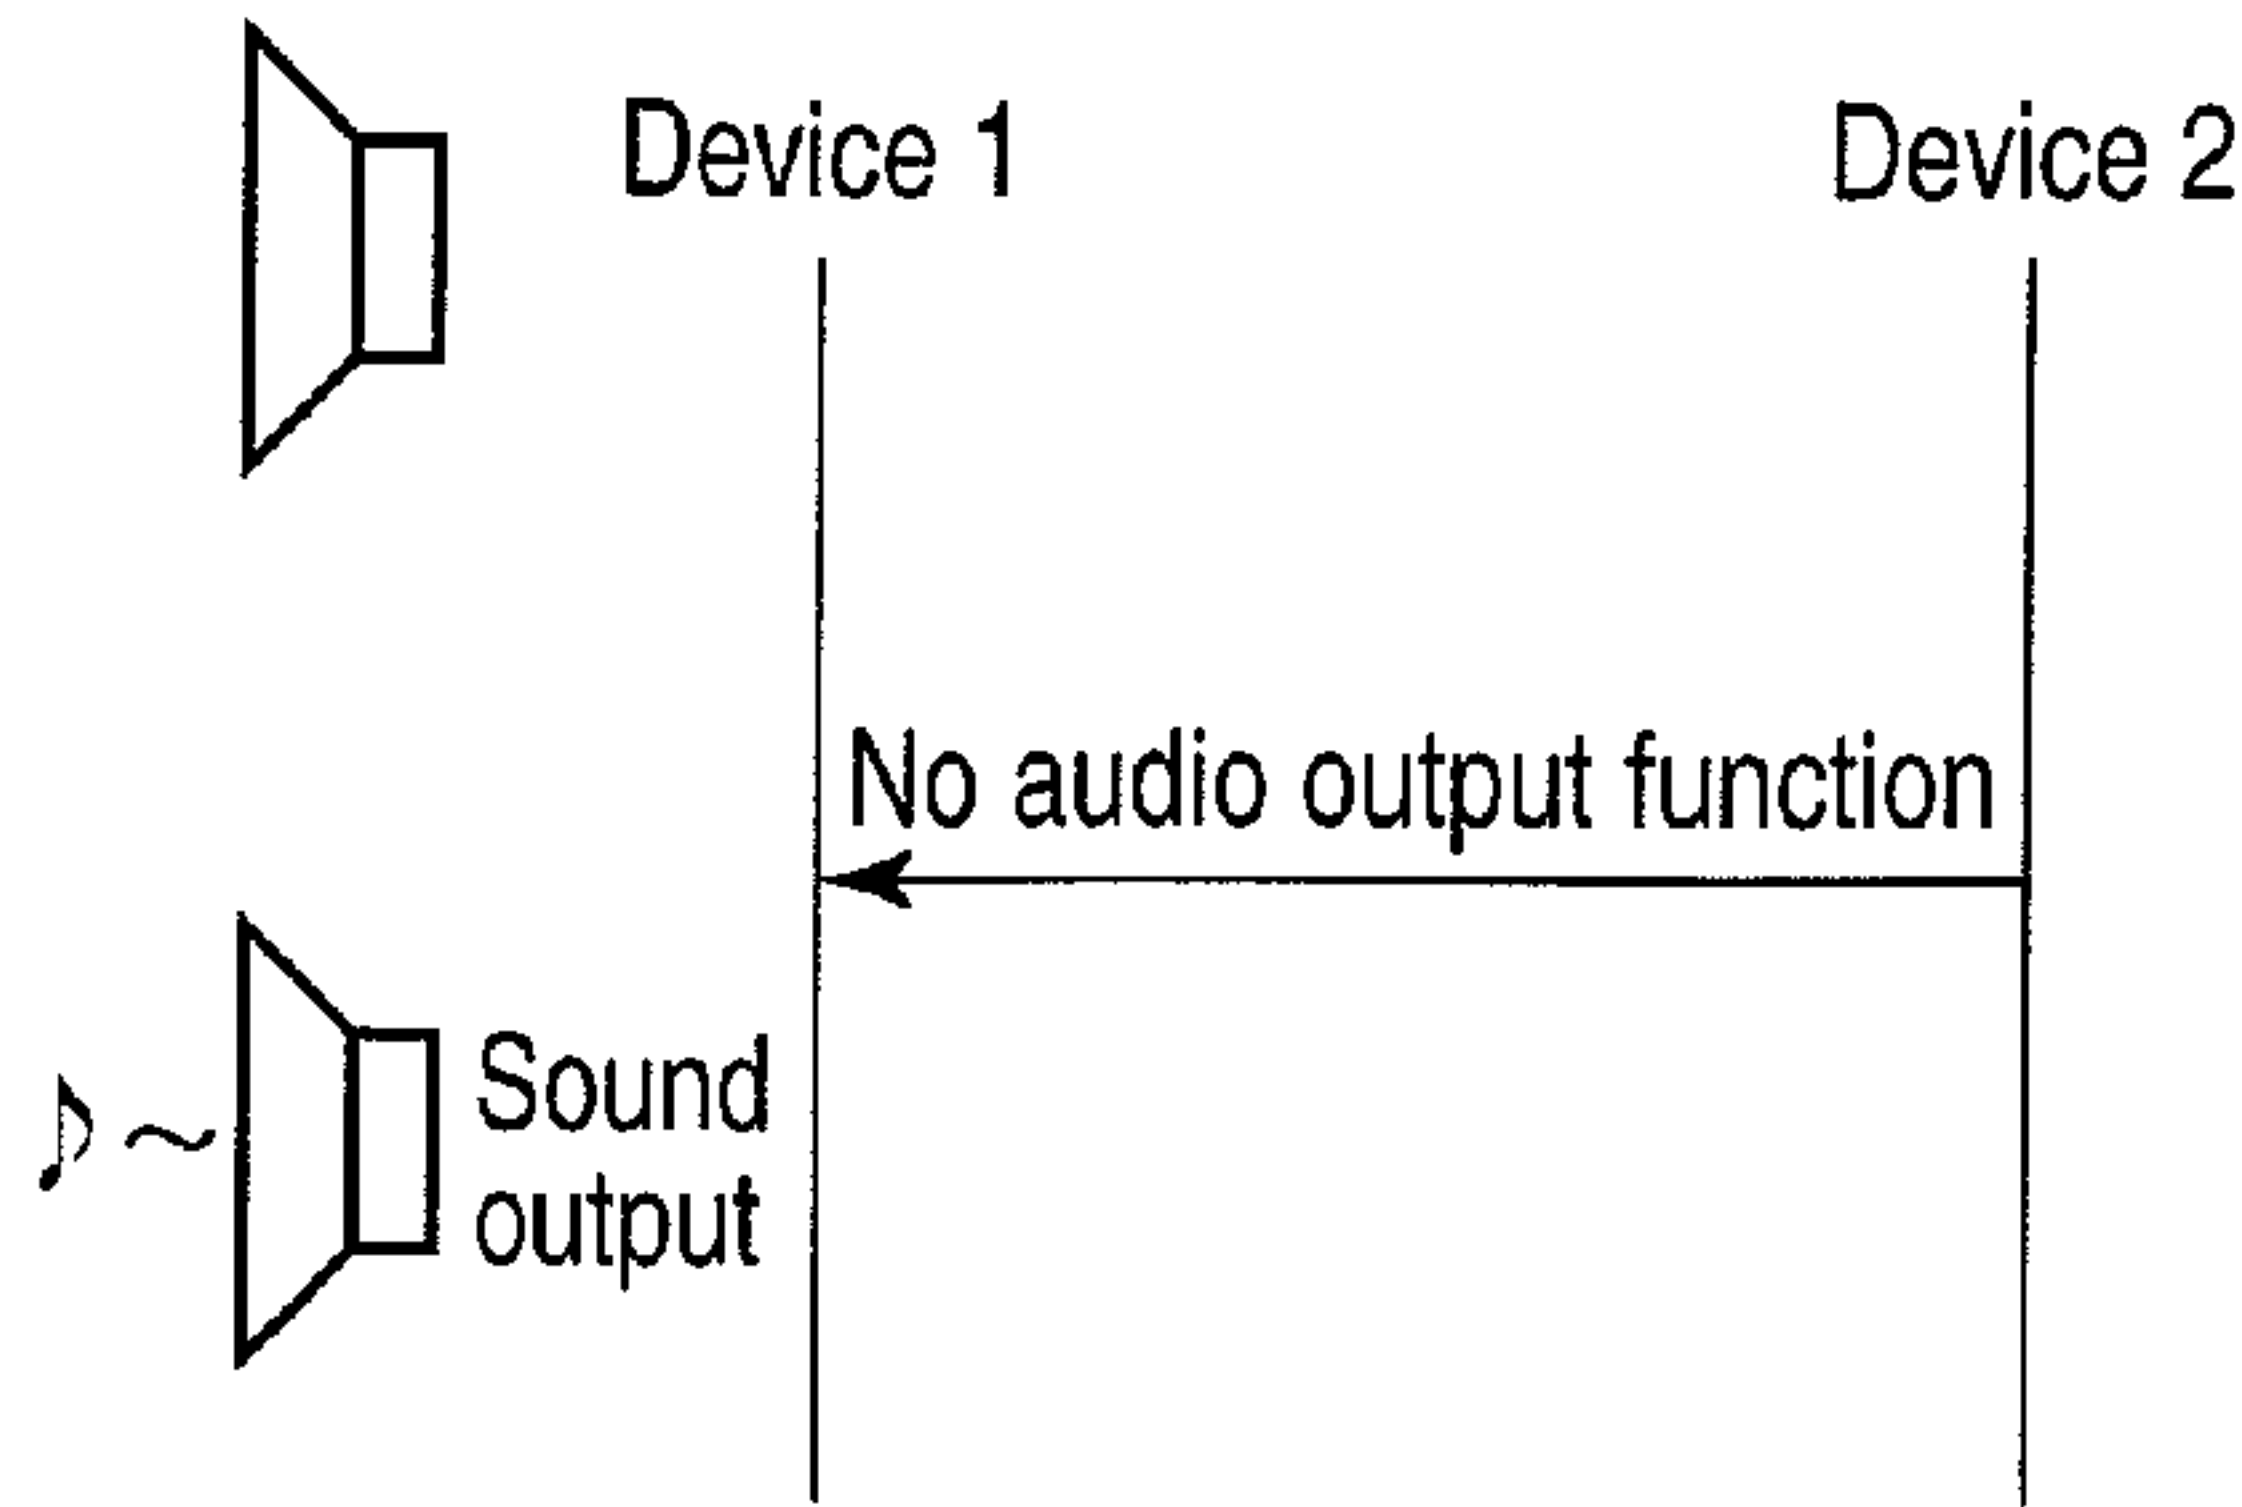 Device 1
Device 2
No audio output function
Sound
output